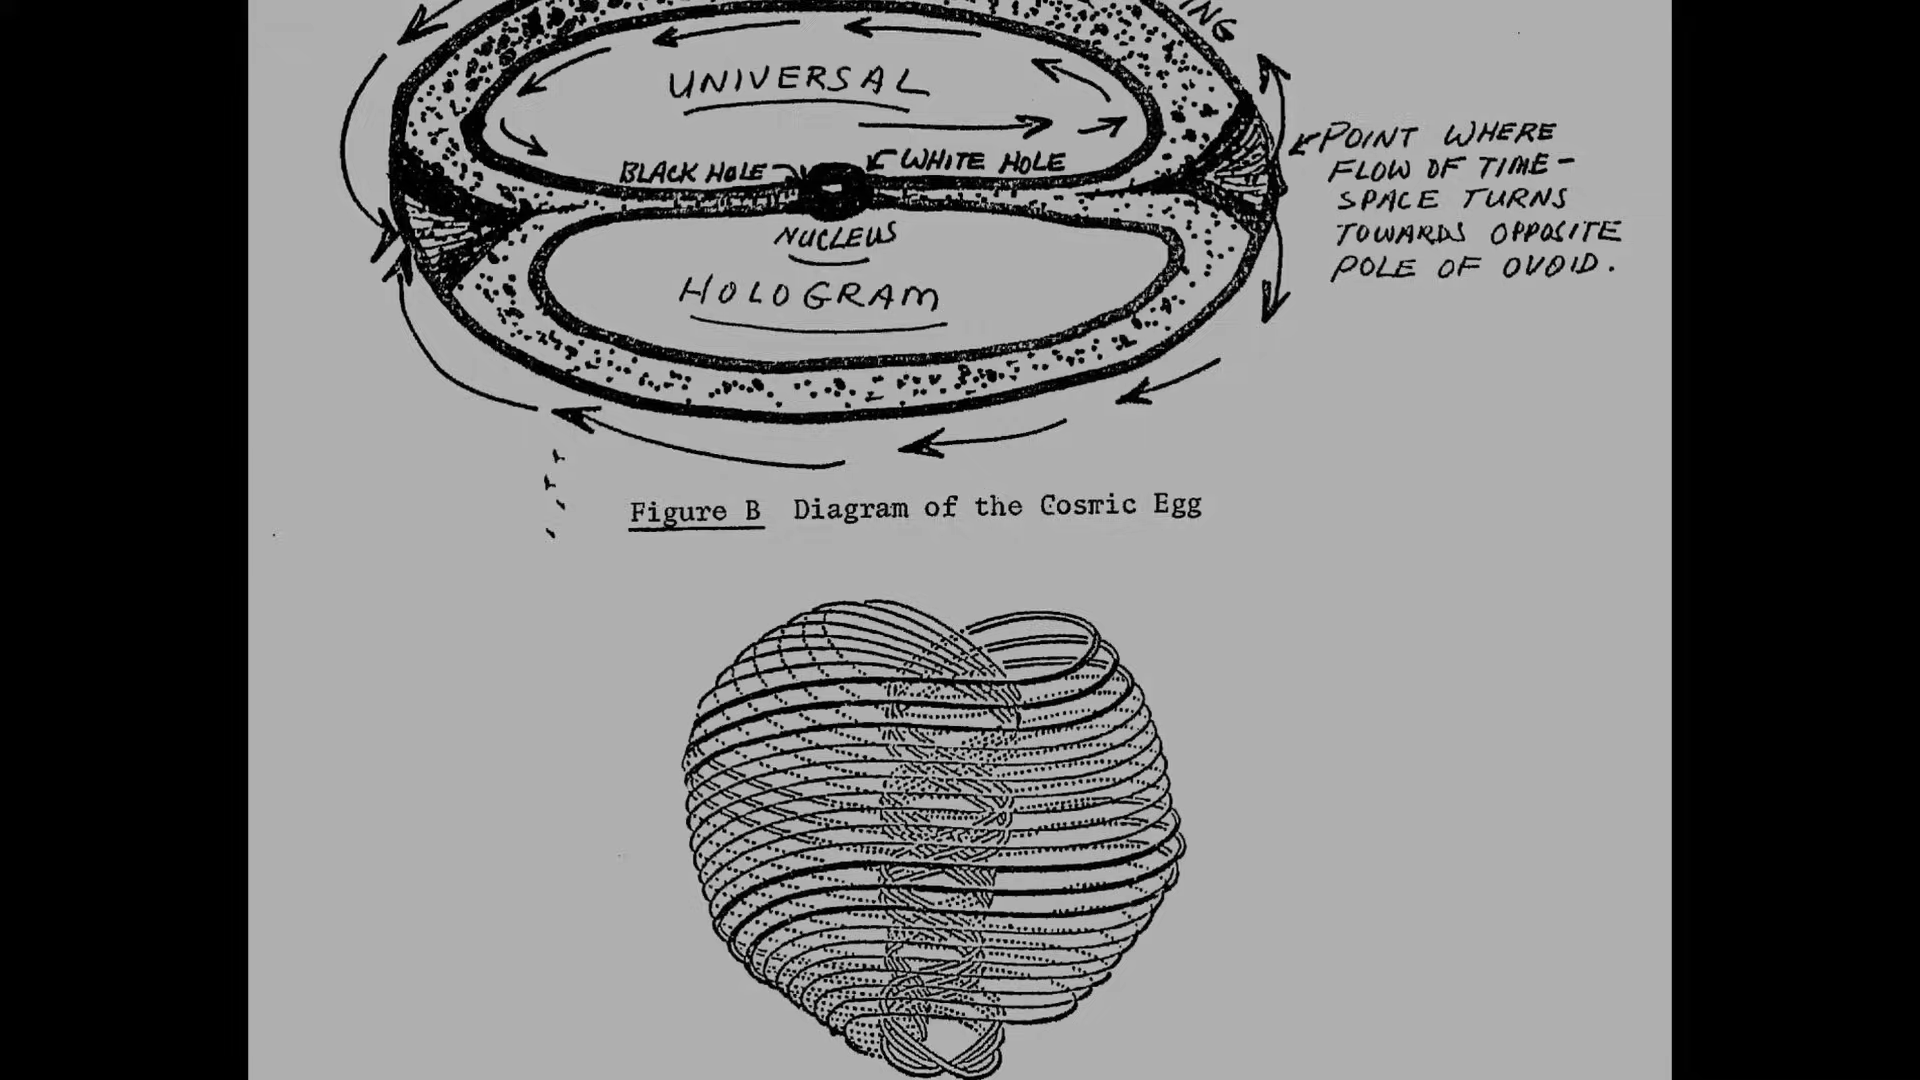 UNIVERSAL
BLACK HOLE
WHITE HOLE
NUCLEUS
HOLOGRAM
POINT WHERE
FLOW OF TIME-
SPACE TURNS
TOWARDS OPPOSITE
POLE OF OVOID.
Figure B Diagram of the Cosmic Egg